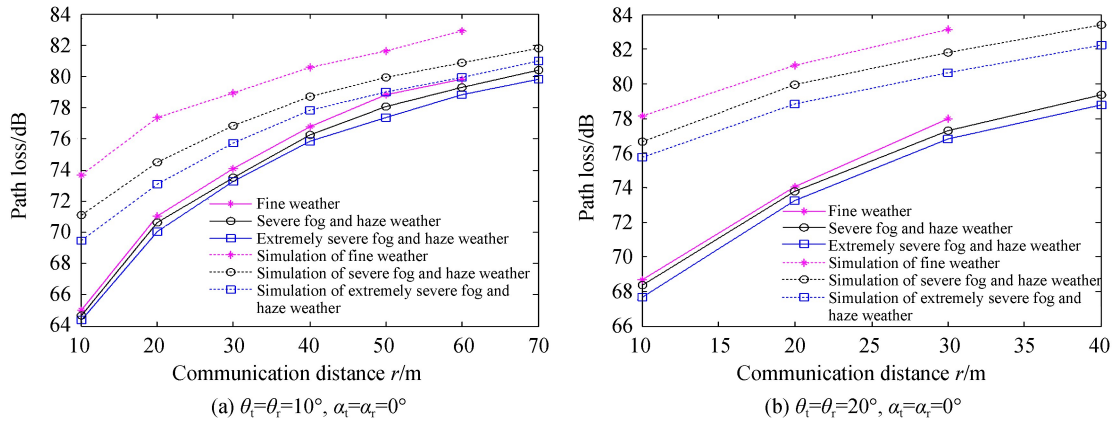 84
82
80
78
76
74
72
70
68
66
64
Path loss/dB
Fine weather
Severe fog and haze weather
Extremely severe fog and haze weather
Simulation of fine weather
Simulation of severe fog and haze weather
Simulation of extremely severe fog and
haze weather
10 20 30 40 50 60 70
Communication distance r/m
(a) θt=θr=10°, αt=αr=0°
84
82
80
78
76
74
72
70
68
66
Path loss/dB
Fine weather
Severe fog and haze weather
Extremely severe fog and haze weather
Simulation of fine weather
Simulation of severe fog and haze weather
Simulation of extremely severe fog and
haze weather
10 15 20 25 30 35 40
Communication distance r/m
(b) θt=θr=20°, αt=αr=0°